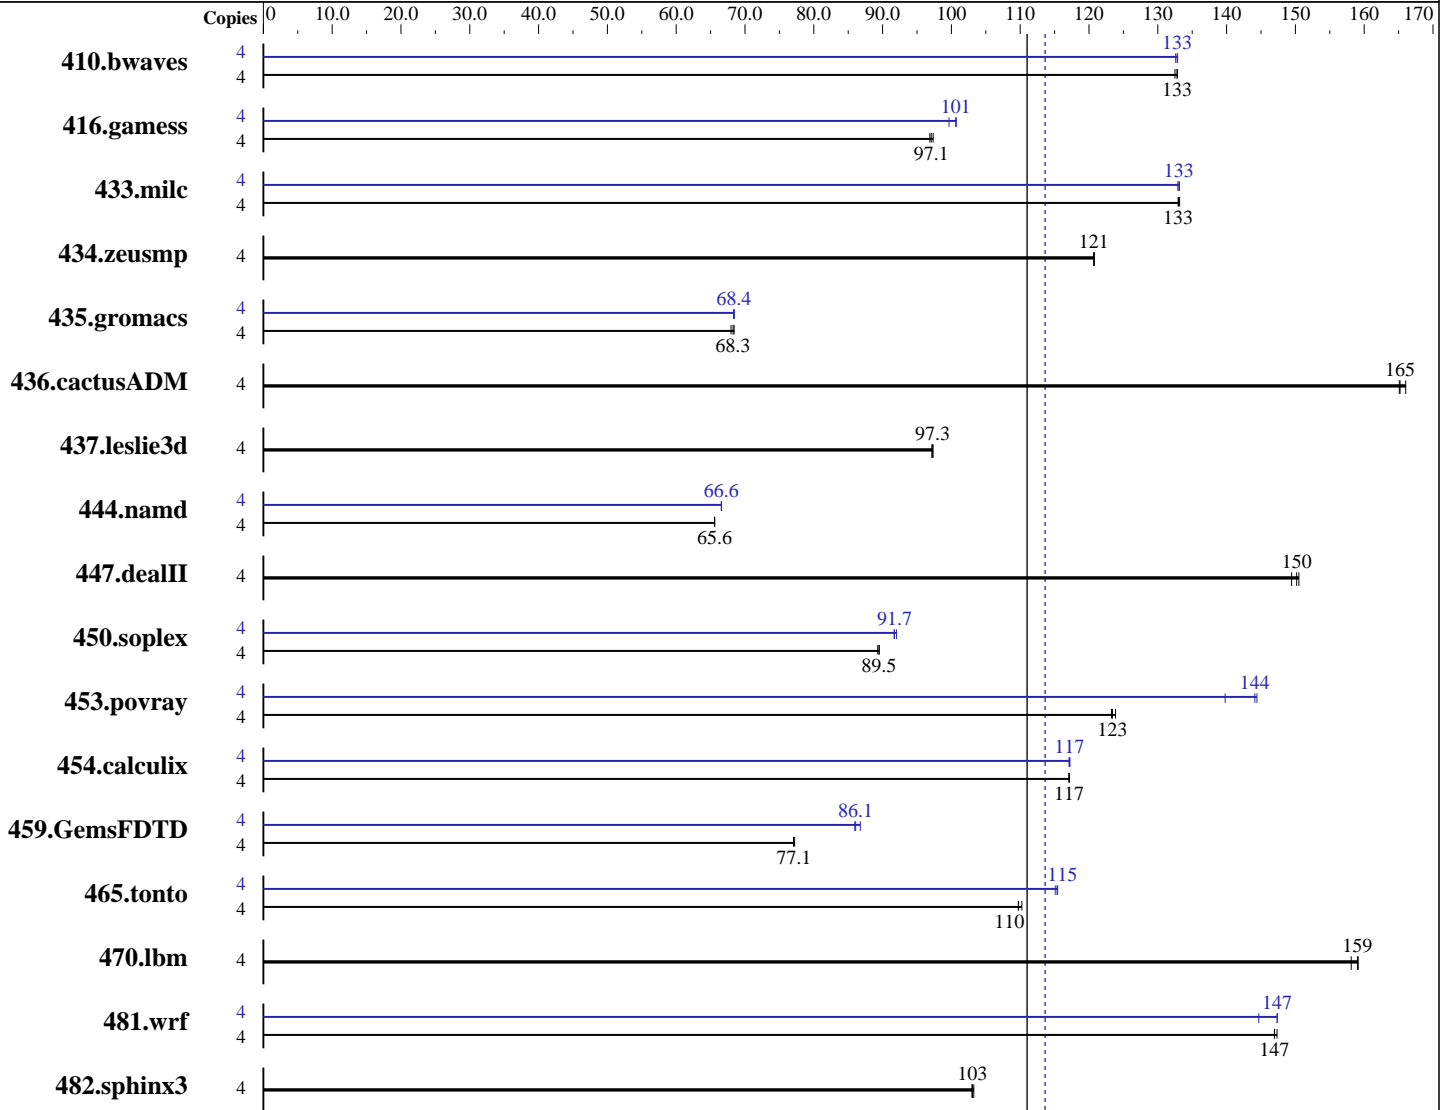 Copies 0 10.0 20.0 30.0 40.0 50.0 60.0 70.0 80.0 90.0 100 110 120 130 140 150 160 170
410.bwaves 4 133
4 133
416.gamess 4 101
4 97.1
433.milc 4 133
4 133
434.zeusmp 4 121
435.gromacs 4 68.4
4 68.3
436.cactusADM 4 165
437.leslie3d 4 97.3
444.namd 4 66.6
4 65.6
447.dealII 4 150
450.soplex 4 91.7
4 89.5
453.povray 4 144
4 123
454.calculix 4 117
4 117
459.GemsFDTD 4 86.1
4 77.1
465.tonto 4 115
4 110
470.lbm 4 159
481.wrf 4 147
4 147
482.sphinx3 4 103